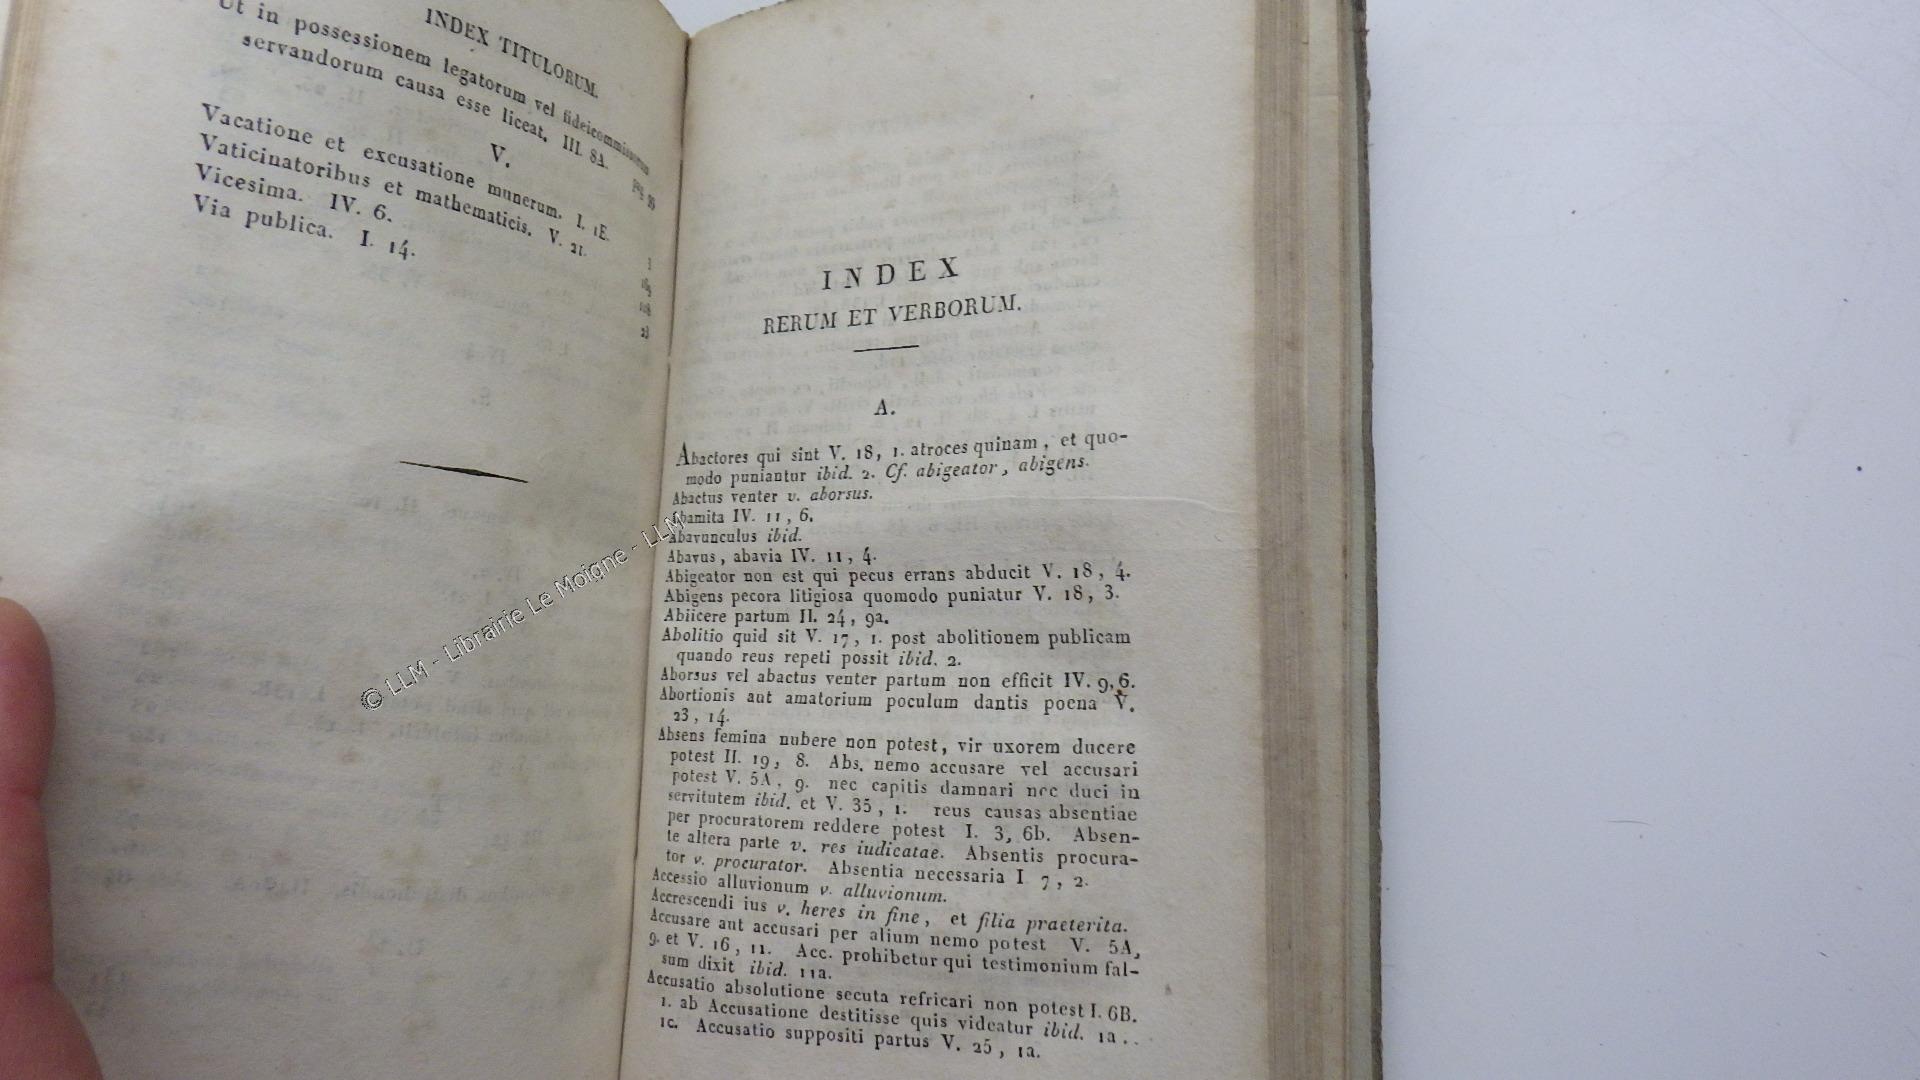 INDEX TITULORUM.
Ut in possessionem legatorum vel fideicommissorum
servandorum causa esse liceat. III. 8A.
V.
Vacatione et excusatione munerum. I. 1E.
Vaticinatoribus et mathematicis. V. 21.
Vicesima. IV. 6.
Via publica. I. 14.
© LLM - Librairie Le Moigne - LLM
INDEX
RERUM ET VERBORUM.
A.
Abactores qui sint V. 18, 1. atroces quinam, et quo-
modo puniantur ibid. 2. Cf. abigeator, abigens.
Abactus venter v. aborsus.
Abamita IV. 11, 6.
Abavunculus ibid.
Abavus, abavia IV. 11, 4.
Abigeator non est qui pecus errans abducit V. 18, 4.
Abigens pecora litigiosa quomodo puniatur V. 18, 3.
Abiicere partum II. 24, 9a.
Abolitio quid sit V. 17, 1. post abolitionem publicam
quando reus repeti possit ibid. 2.
Aborsus vel abactus venter partum non efficit IV. 9, 6.
Abortionis aut amatorium poculum dantis poena V.
23, 14.
Absens femina nubere non potest, vir uxorem ducere
potest II. 19, 8. Abs. nemo accusare vel accusari
potest V. 5A, 9. nec capitis damnari nec duci in
servitutem ibid. et V. 35, 1. reus causas absentiae
per procuratorem reddere potest I. 3, 6b. Absen-
te altera parte v. res iudicatae. Absentis procura-
tor v. procurator. Absentia necessaria I 7, 2.
Accessio alluvionum v. alluvionum.
Accrescendi ius v. heres in fine, et filia praeterita.
Accusare aut accusari per alium nemo potest V. 5A,
9. et V. 16, 11. Acc. prohibetur qui testimonium fal-
sum dixit ibid. 11a.
Accusatio absolutione secuta refricari non potest I. 6B.
1. ab Accusatione destitisse quis videatur ibid. 1a..
1c. Accusatio suppositi partus V. 25, 1a.